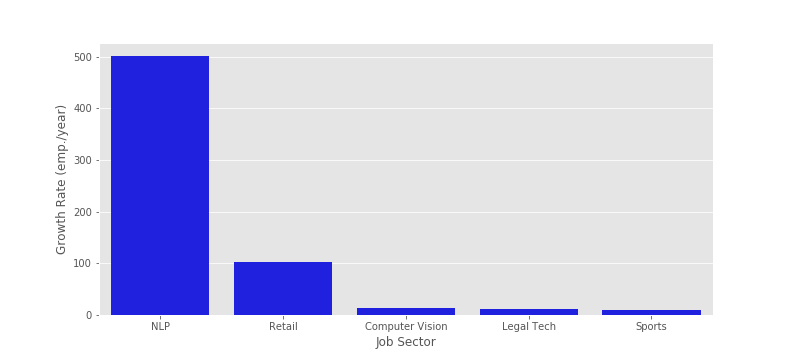 500
400
300
200
100
0
Growth Rate (emp./year)
NLP
Retail
Computer Vision
Legal Tech
Sports
Job Sector